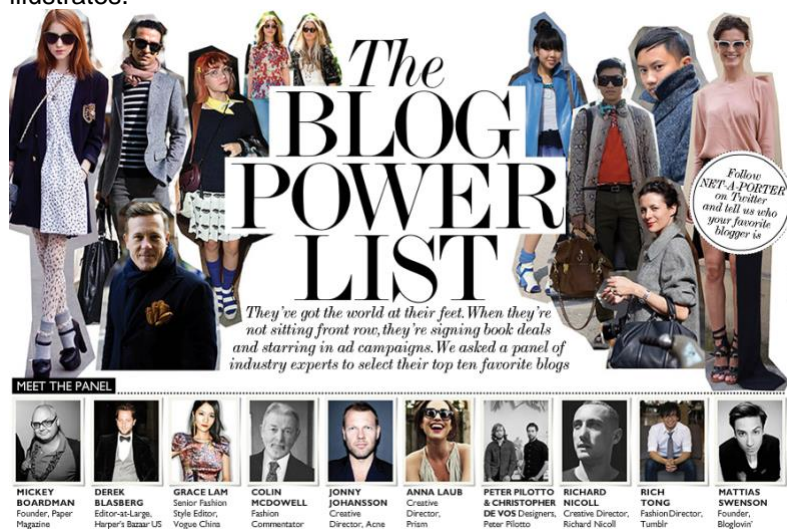 illustrates:
The
BLOG
POWER
LIST
They've got the world at their feet. When they're
not sitting front row, they're signing book deals
and starring in ad campaigns. We asked a panel of
industry experts to select their top ten favorite blogs
Follow
NET-A-PORTER
on Twitter
and tell us who
your favorite
blogger is
MEET THE PANEL
MICKEY
BOARDMAN
Founder, Paper
Magazine
DEREK
BLASBERG
Editor-at-Large,
Harper's Bazaar US
GRACE LAM
Senior Fashion
Style Editor,
Vogue China
COLIN
MCDOWELL
Fashion
Commentator
JONNY
JOHANSSON
Creative
Director, Acne
ANNA LAUB
Creative
Director,
Prism
PETER PILOTTO
& CHRISTOPHER
DE VOS Designers,
Peter Pilotto
RICHARD
NICOLL
Creative Director,
Richard Nicoll
RICH
TONG
Fashion Director,
Tumblr
MATTIAS
SWENSON
Founder,
Bloglovin'